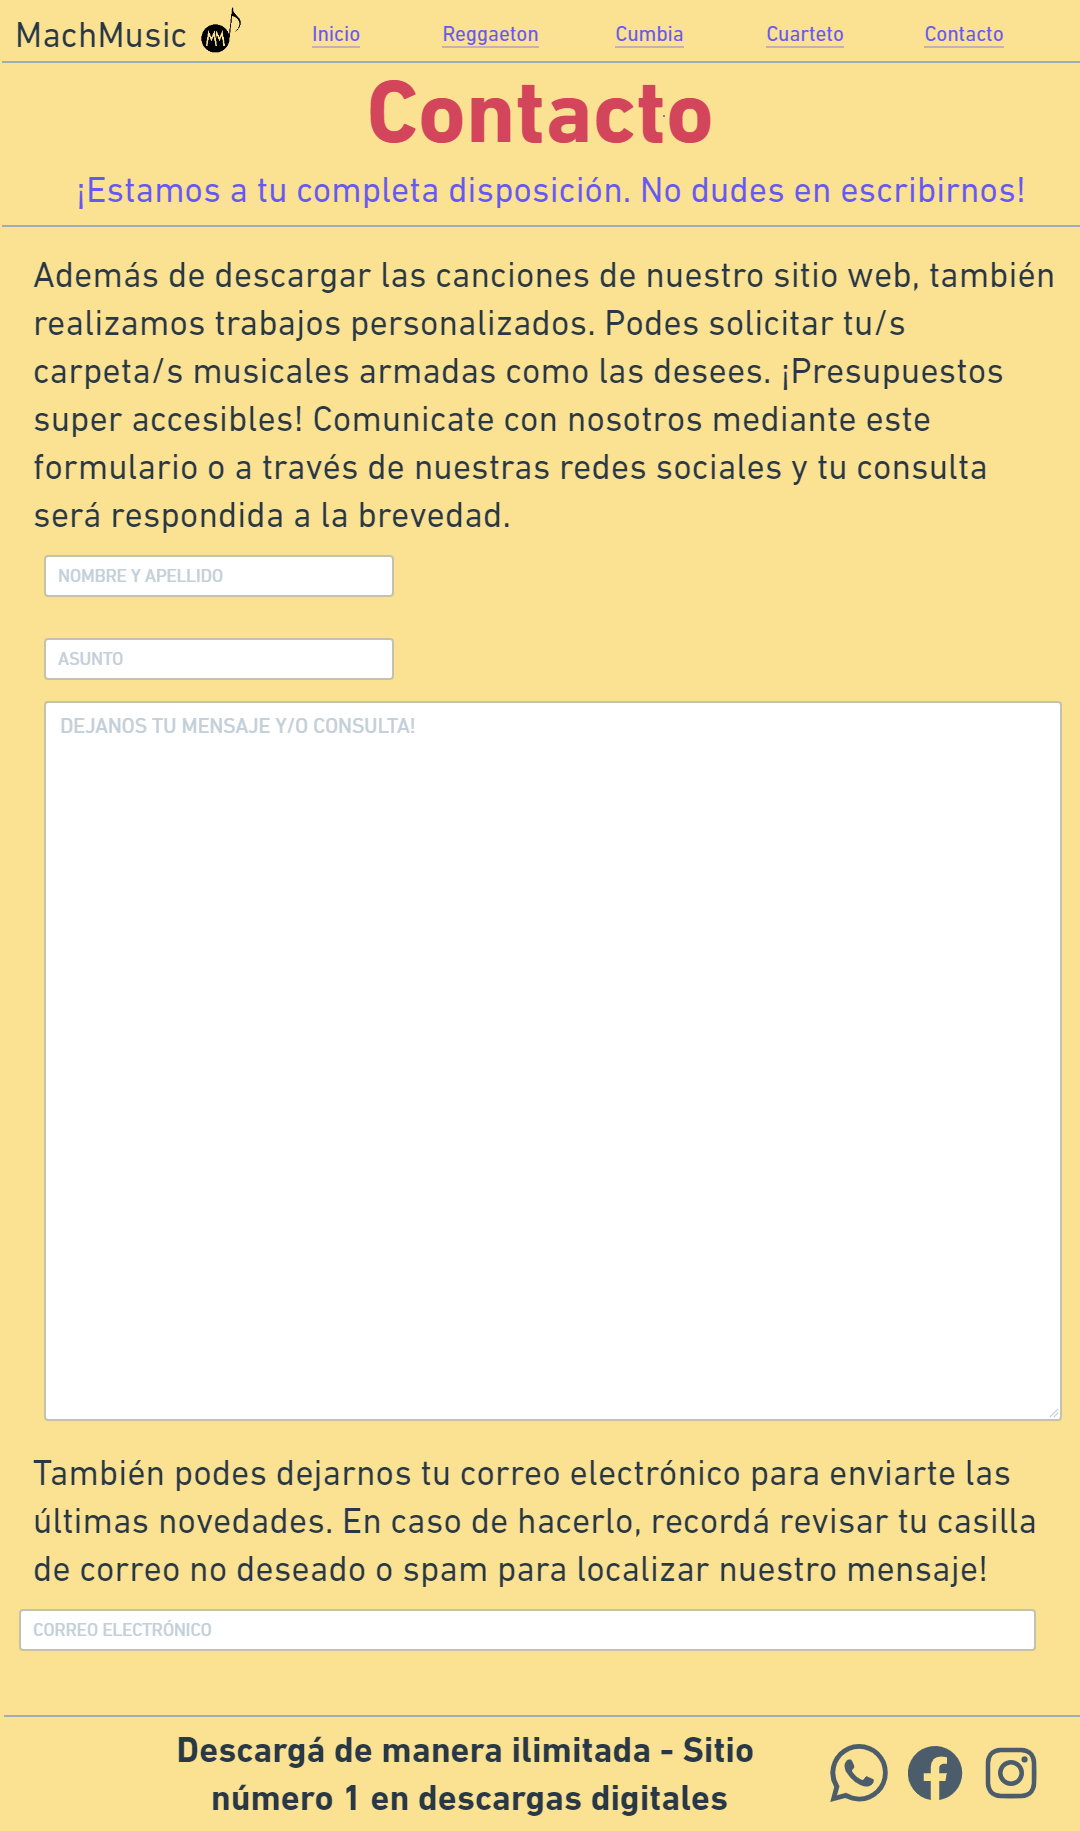 MachMusic MM Inicio Reggaeton Cumbia Cuarteto Contacto
Contacto
¡Estamos a tu completa disposición. No dudes en escribirnos!
Además de descargar las canciones de nuestro sitio web, también
realizamos trabajos personalizados. Podes solicitar tu/s
carpeta/s musicales armadas como las desees. ¡Presupuestos
super accesibles! Comunicate con nosotros mediante este
formulario o a través de nuestras redes sociales y tu consulta
será respondida a la brevedad.
NOMBRE Y APELLIDO
ASUNTO
DEJANOS TU MENSAJE Y/O CONSULTA!
También podes dejarnos tu correo electrónico para enviarte las
últimas novedades. En caso de hacerlo, recordá revisar tu casilla
de correo no deseado o spam para localizar nuestro mensaje!
CORREO ELECTRÓNICO
Descargá de manera ilimitada - Sitio
número 1 en descargas digitales